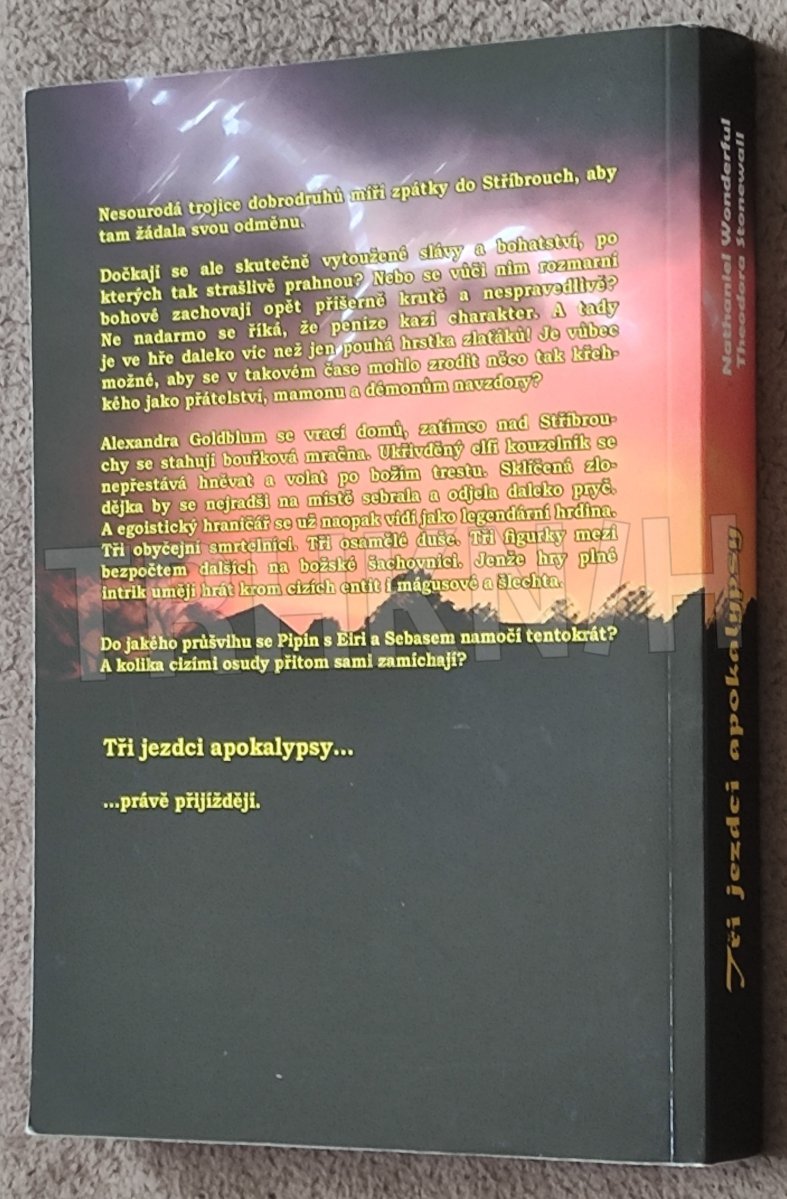 Nesourodá trojice dobrodruhů míří zpátky do Stříbrouch, aby
tam žádala svou odměnu.
Dočkají se ale skutečně vytoužené slávy a bohatství, po
kterých tak strašlivě prahnou? Nebo se vůči nim rozmarní
bohové zachovají opět příšerně krutě a nespravedlivě?
Ne nadarmo se říká, že peníze kazí charakter. A tady
je ve hře daleko víc než jen pouhá hrstka zlaťáků! Je vůbec
možné, aby se v takovém čase mohlo zrodit něco tak křeh-
kého jako přátelství, mamonu a démonům navzdory?
Alexandra Goldblum se vrací domů, zatímco nad Stříbrou-
chy se stahují bouřková mračna. Ukřivděný elfí kouzelník se
nepřestává hněvat a volat po božím trestu. Sklíčená zlo-
dějka by se nejradši na místě sebrala a odjela daleko pryč.
A egoistický hraničář se už naopak vidí jako legendární hrdina.
Tři obyčejní smrtelníci. Tři osamělé duše. Tři figurky mezi
bezpočtem dalších na božské šachovnici. Jenže hry plné
intrik umějí hrát krom cizích entit i mágusové a šlechta.
Do jakého průšvihu se Pipin s Eiri a Sebasem namočí tentokrát?
A kolika cizími osudy přitom sami zamíchají?
Tři jezdci apokalypsy...
...právě přijíždějí.
Nathaniel Wonderful
Theodora Stonewall
Tři jezdci apokalypsy